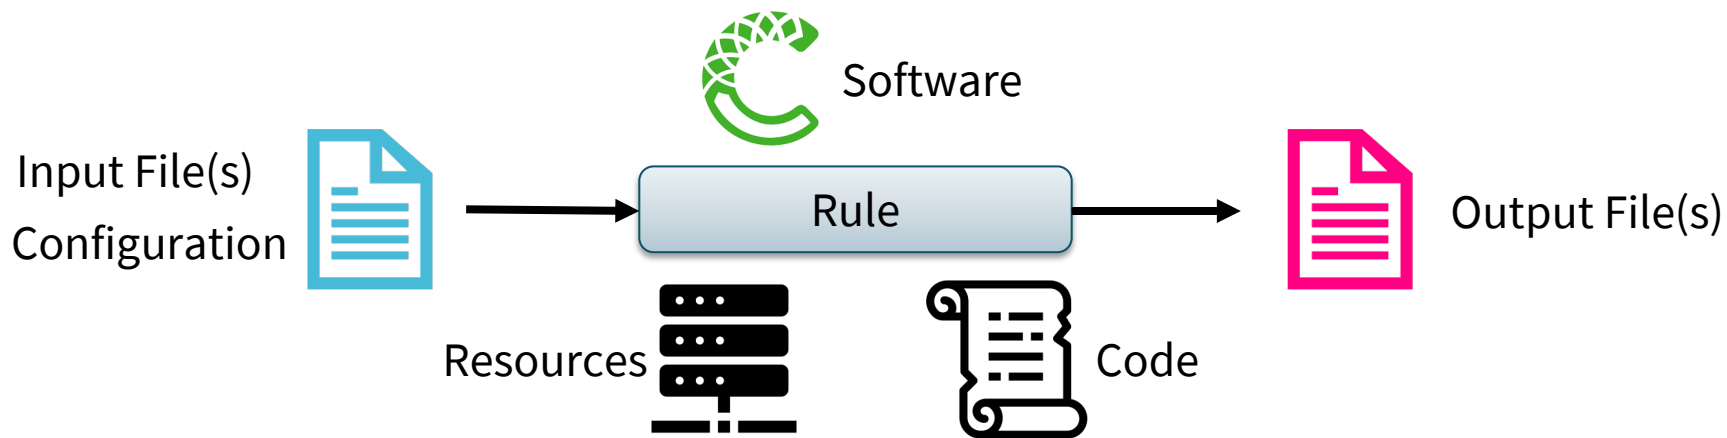 Software
Input File(s)
Configuration
Rule
Output File(s)
Resources
Code